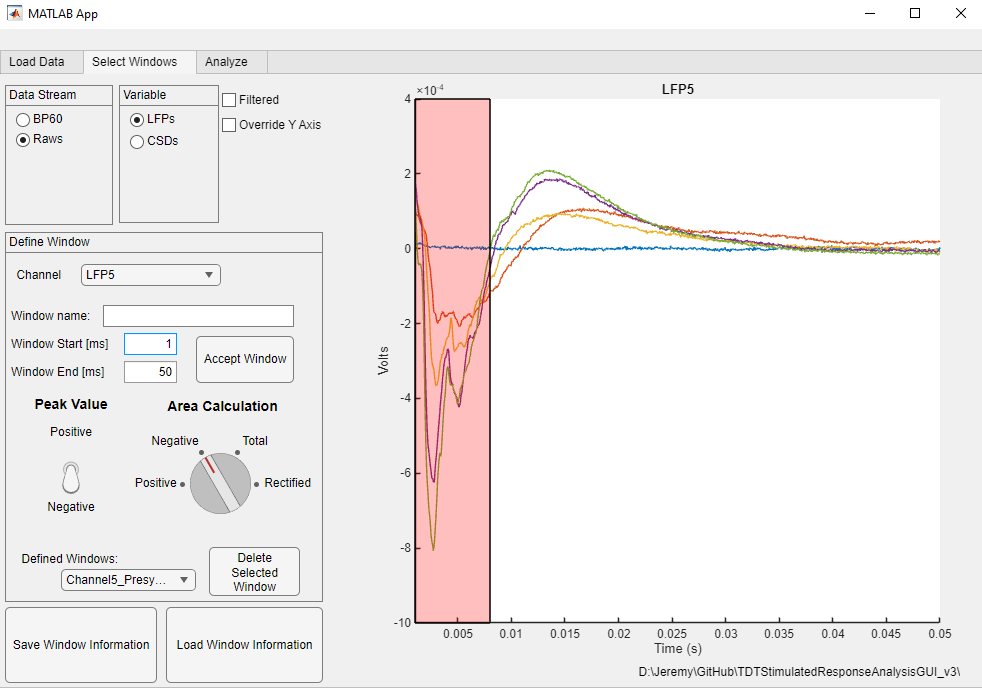 MATLAB App
Load Data
Select Windows
Analyze
Data Stream
BP60
Raws
Variable
LFPs
CSDs
Filtered
Override Y Axis
Define Window
Channel
LFP5
Window name:
Window Start [ms]
1
Window End [ms]
50
Accept Window
Peak Value
Positive
Negative
Area Calculation
Negative
Total
Positive
Rectified
Defined Windows:
Channel5_Presy...
Delete
Selected
Window
Save Window Information
Load Window Information
LFP5
×10-4
4
2
0
-2
-4
-6
-8
-10
Volts
0.005
0.01
0.015
0.02
0.025
0.03
0.035
0.04
0.045
0.05
Time (s)
D:\Jeremy\GitHub\TDTStimulatedResponseAnalysisGUI_v3\